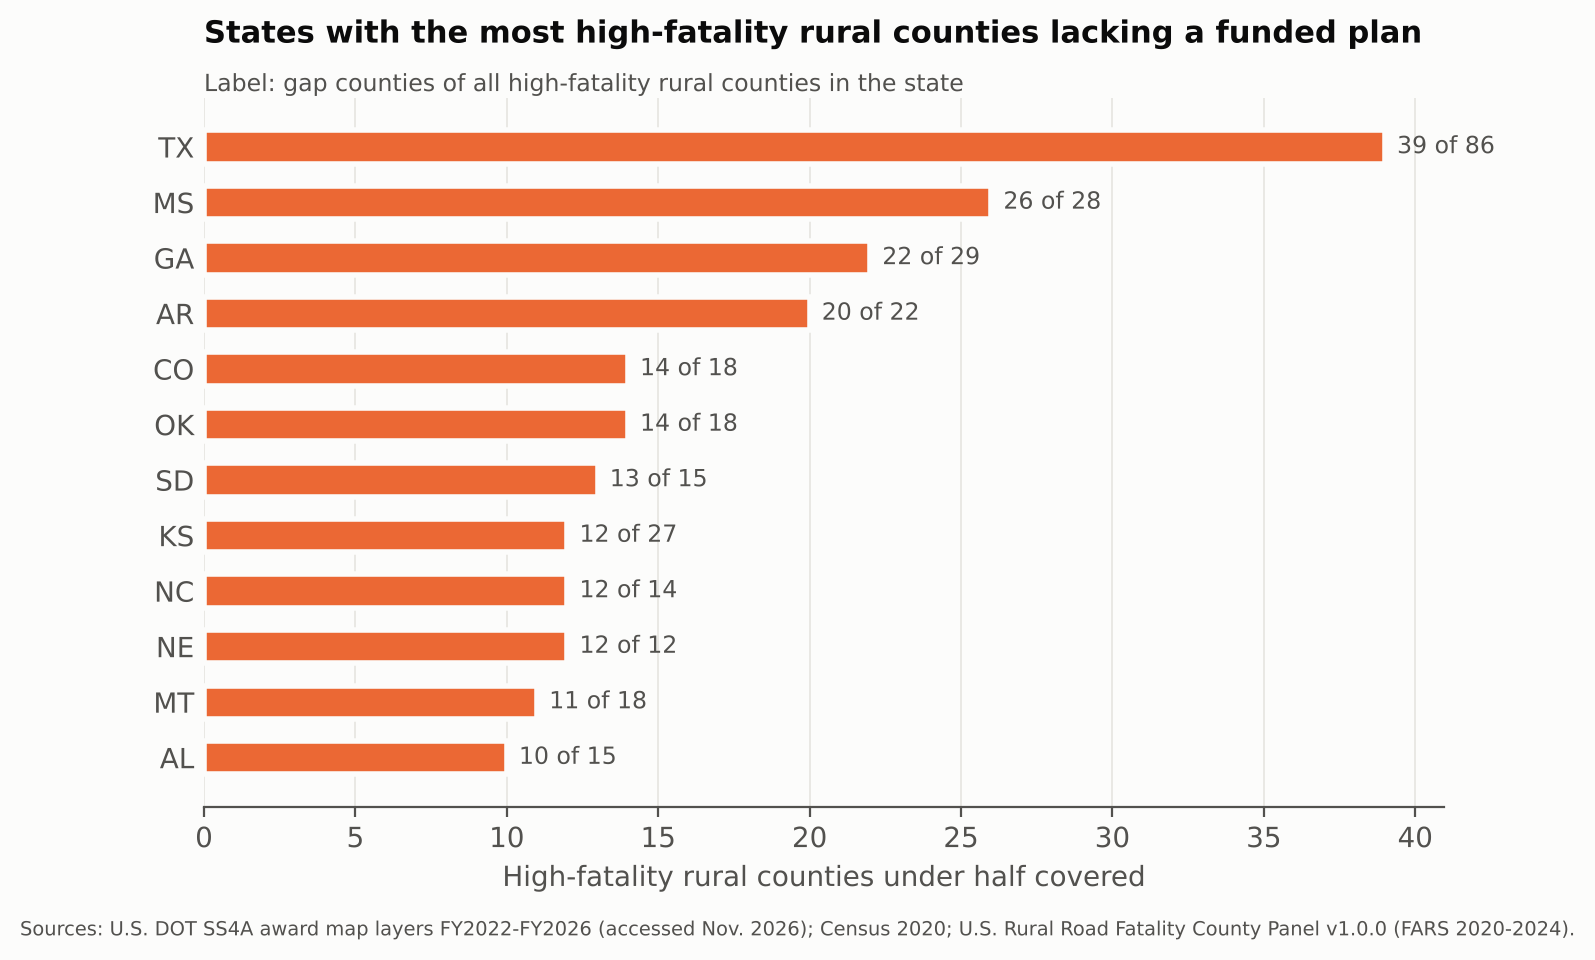 States with the most high-fatality rural counties lacking a funded plan
Label: gap counties of all high-fatality rural counties in the state
TX 39 of 86
MS 26 of 28
GA 22 of 29
AR 20 of 22
CO 14 of 18
OK 14 of 18
SD 13 of 15
KS 12 of 27
NC 12 of 14
NE 12 of 12
MT 11 of 18
AL 10 of 15
0 5 10 15 20 25 30 35 40
High-fatality rural counties under half covered
Sources: U.S. DOT SS4A award map layers FY2022-FY2026 (accessed Nov. 2026); Census 2020; U.S. Rural Road Fatality County Panel v1.0.0 (FARS 2020-2024).